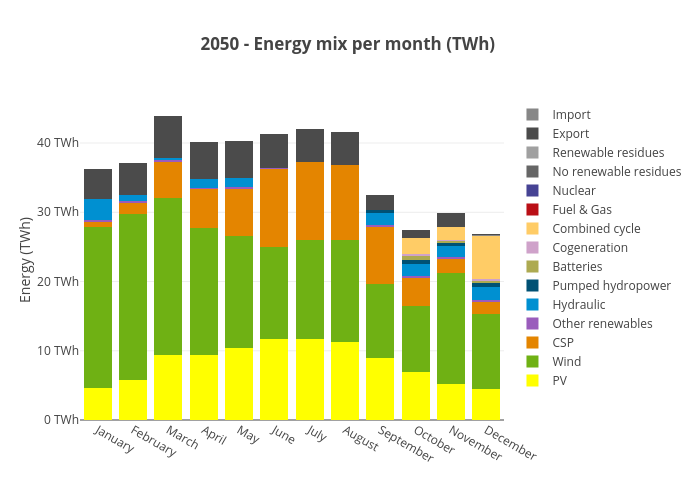 2050 - Energy mix per month (TWh)
Energy (TWh)
40 TWh
30 TWh
20 TWh
10 TWh
0 TWh
January
February
March
April
May
June
July
August
September
October
November
December
Import
Export
Renewable residues
No renewable residues
Nuclear
Fuel & Gas
Combined cycle
Cogeneration
Batteries
Pumped hydropower
Hydraulic
Other renewables
CSP
Wind
PV